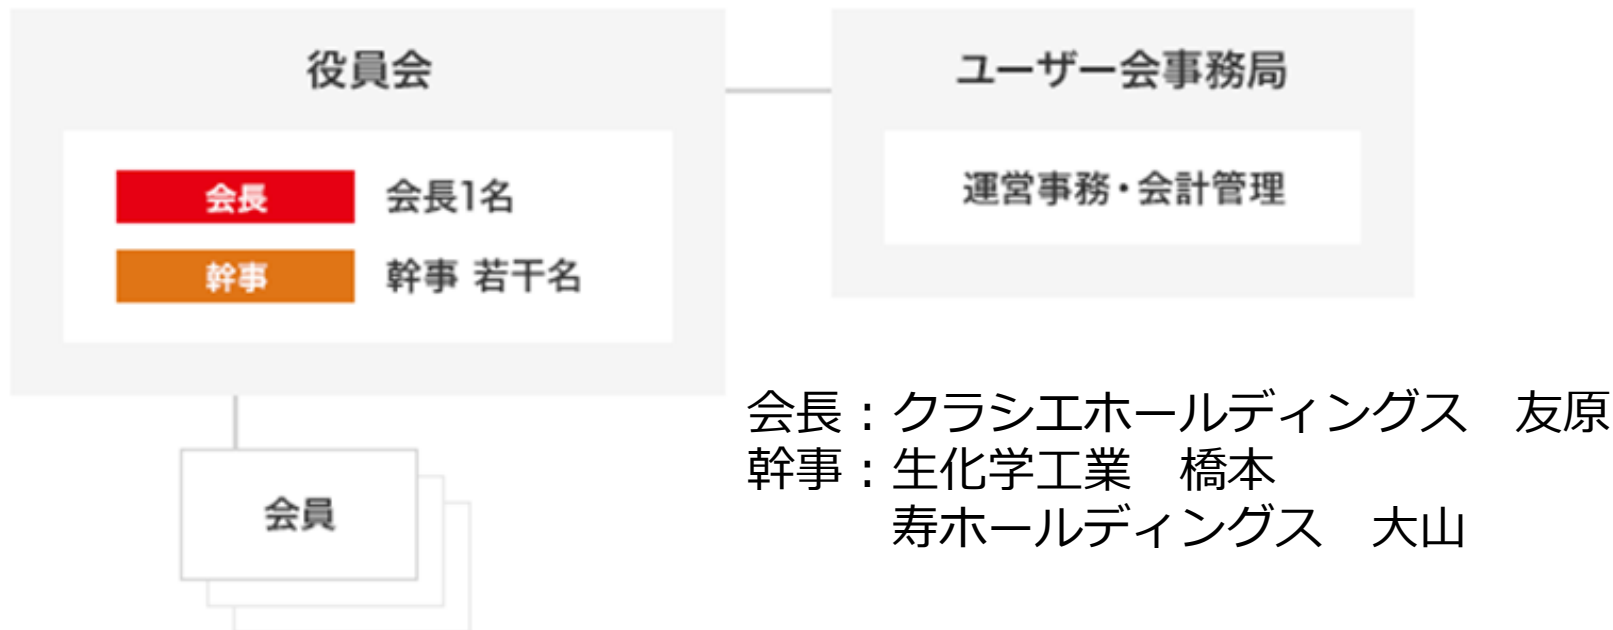 役員会
会長 会長1名
幹事 幹事 若干名
ユーザー会事務局
運営事務・会計管理
会員
会長：クラシエホールディングス　友原
幹事：生化学工業　橋本
寿ホールディングス　大山